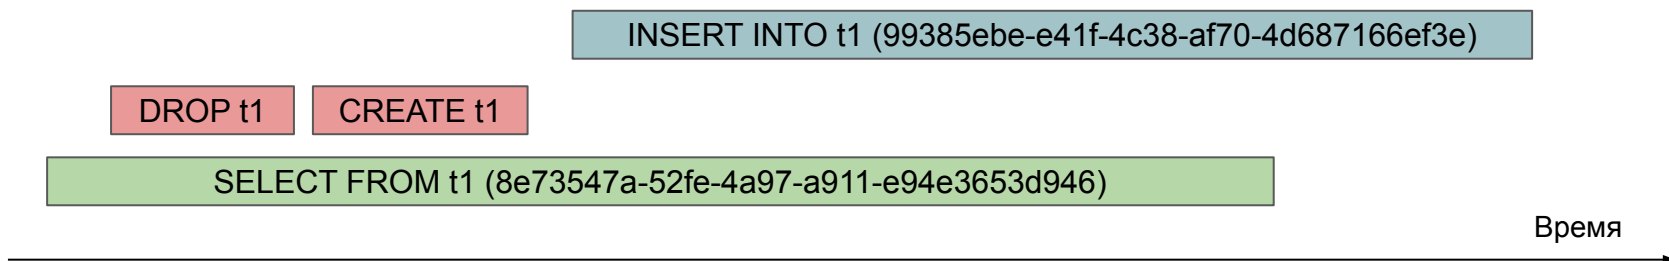 INSERT INTO t1 (99385ebe-e41f-4c38-af70-4d687166ef3e)
DROP t1 CREATE t1
SELECT FROM t1 (8e73547a-52fe-4a97-a911-e94e3653d946)
Время